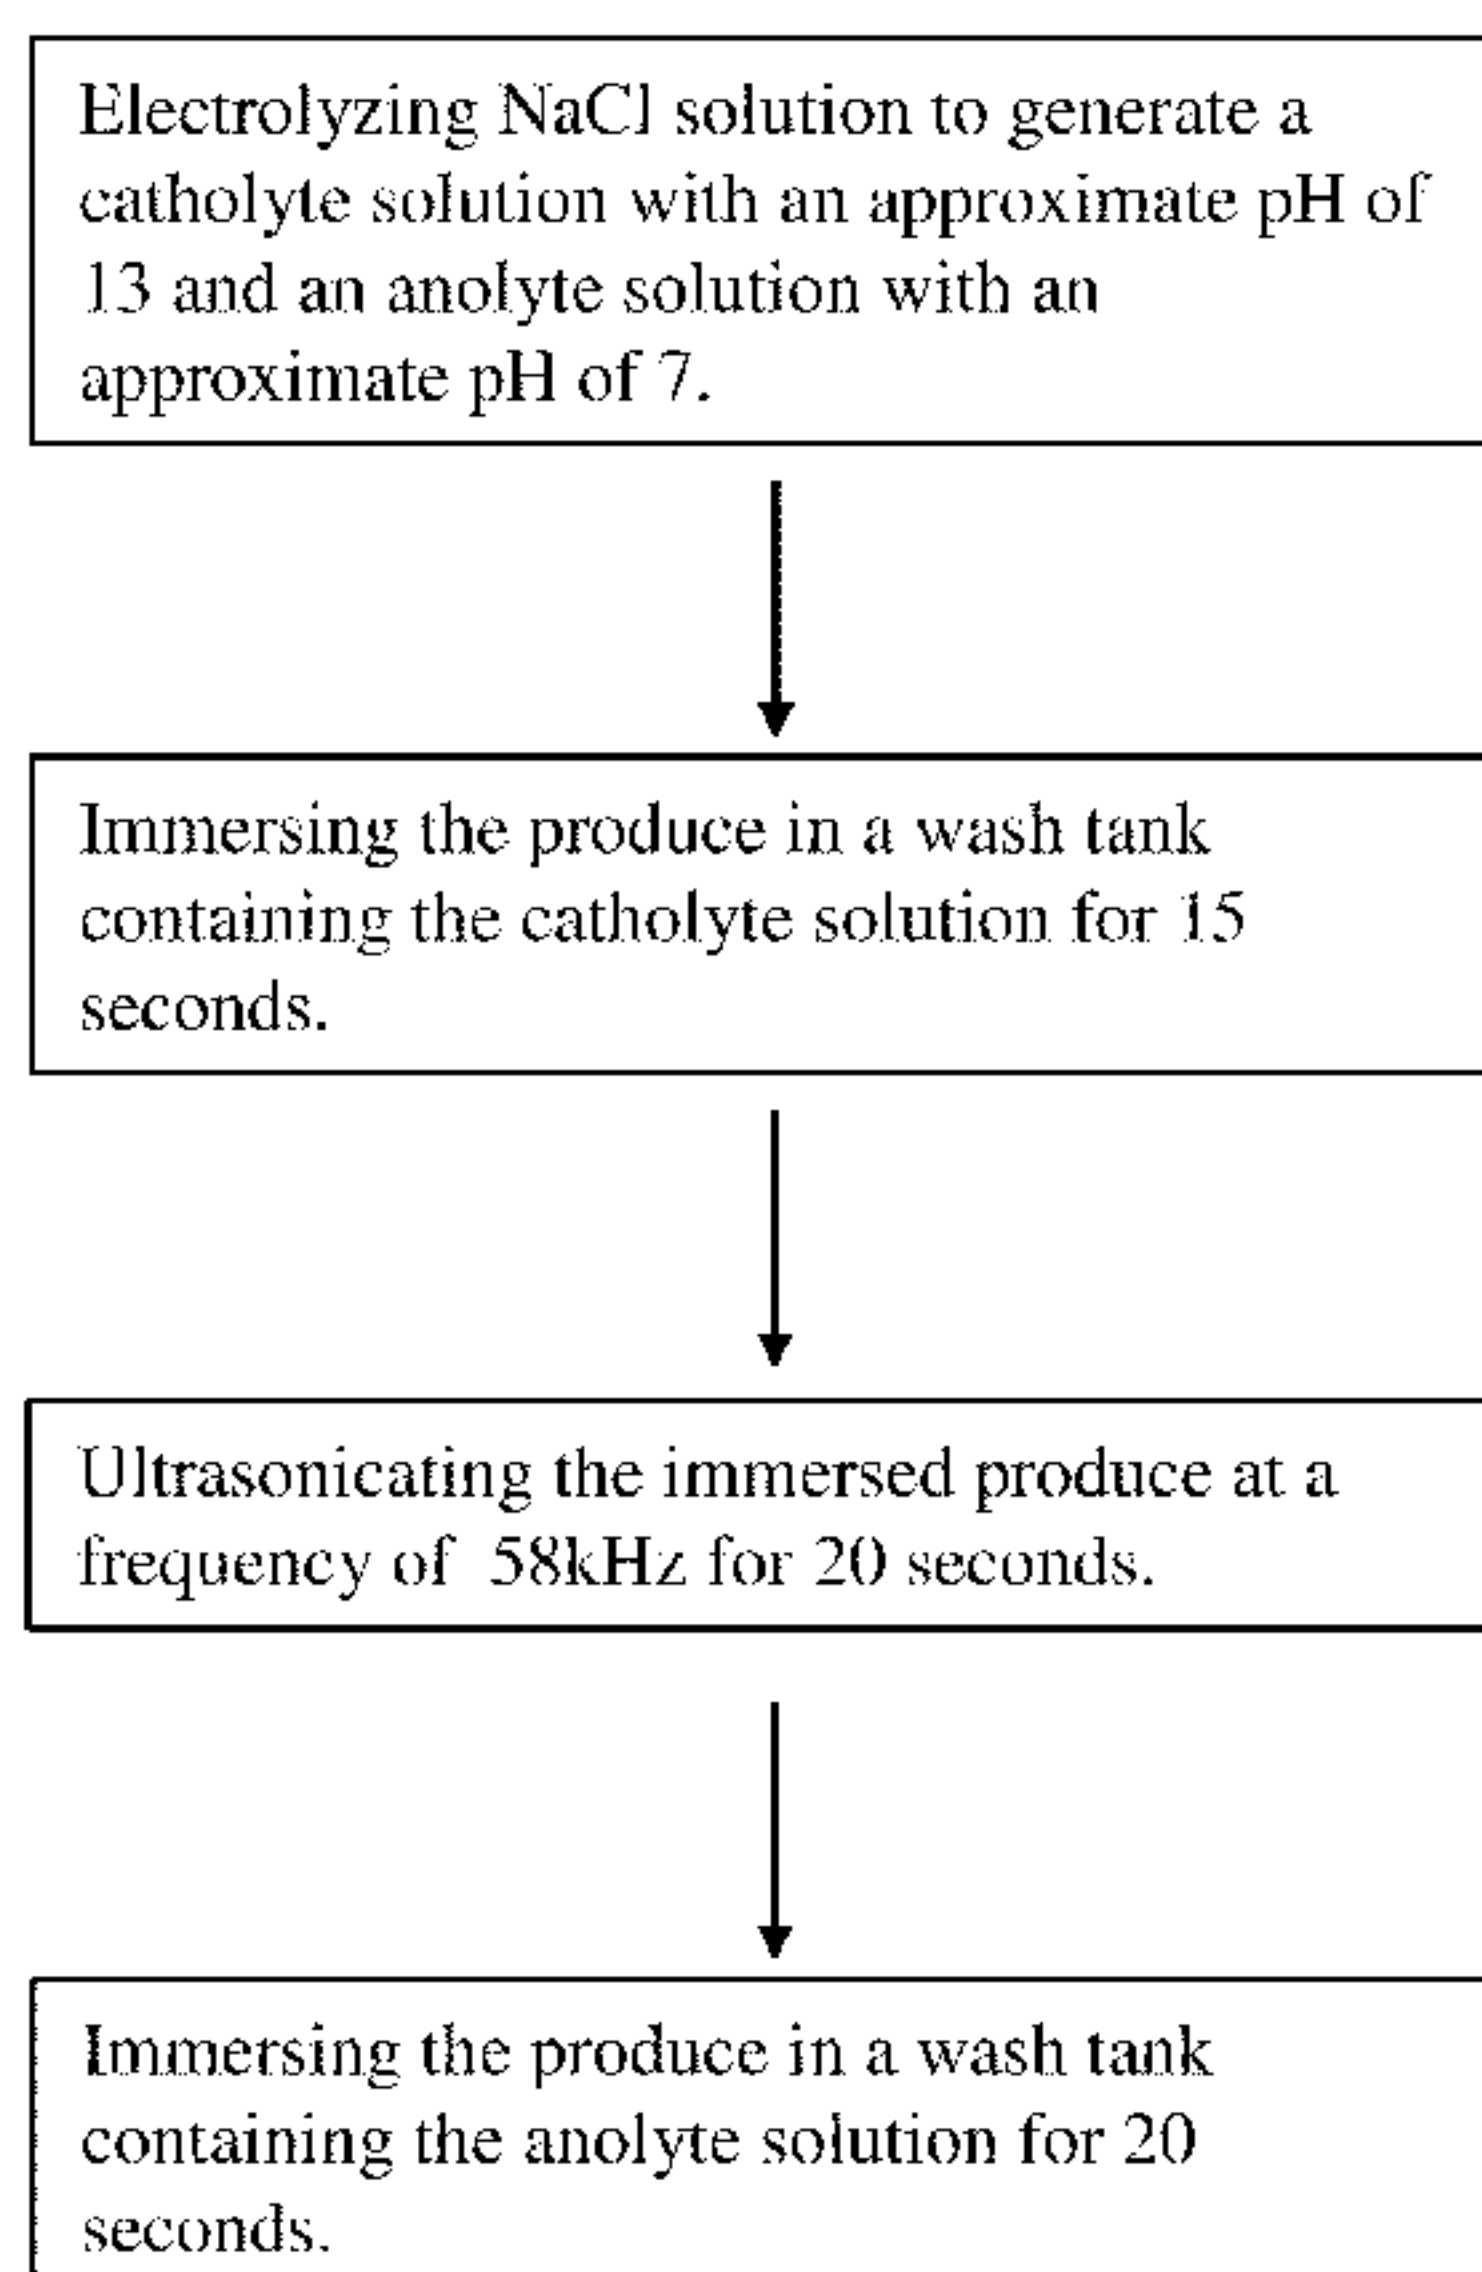 Electrolyzing NaCl solution to generate a
catholyte solution with an approximate pH of
13 and an anolyte solution with an
approximate pH of 7.
Immersing the produce in a wash tank
containing the catholyte solution for 15
seconds.
Ultrasonicating the immersed produce at a
frequency of 58kHz for 20 seconds.
Immersing the produce in a wash tank
containing the anolyte solution for 20
seconds.